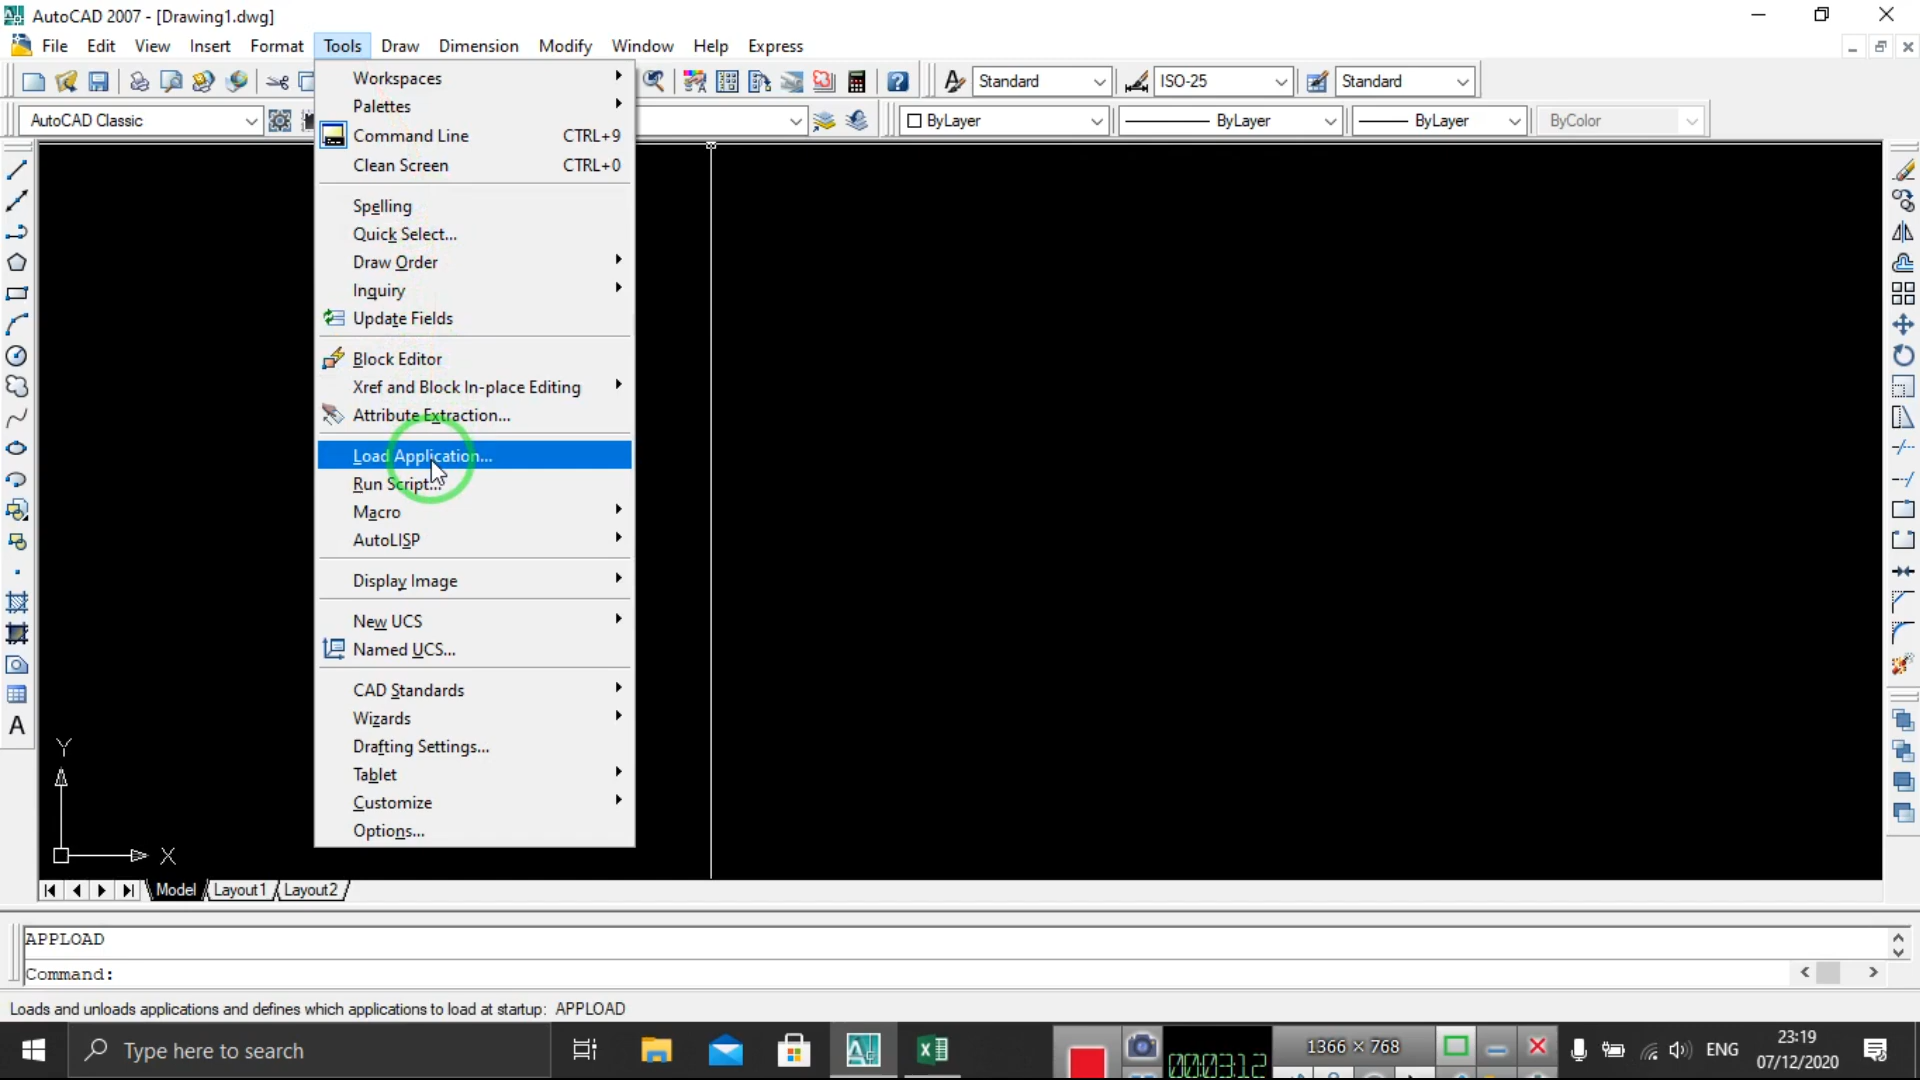 AutoCAD 2007 - [Drawing1.dwg]
File Edit View Insert Format Tools Draw Dimension Modify Window Help Express
Standard ISO-25 Standard
AutoCAD Classic ByLayer ByLayer ByLayer ByColor
Workspaces
Palettes
Command Line CTRL+9
Clean Screen CTRL+0
Spelling
Quick Select...
Draw Order
Inquiry
Update Fields
Block Editor
Xref and Block In-place Editing
Attribute Extraction...
Load Application...
Run Script...
Macro
AutoLISP
Display Image
New UCS
Named UCS...
CAD Standards
Wizards
Drafting Settings...
Tablet
Customize
Options...
A
Y
X
Model Layout1 Layout2
APPLOAD
Command:
Loads and unloads applications and defines which applications to load at startup: APPLOAD
Type here to search
00:03:12
1366 × 768
ENG
23:19
07/12/2020